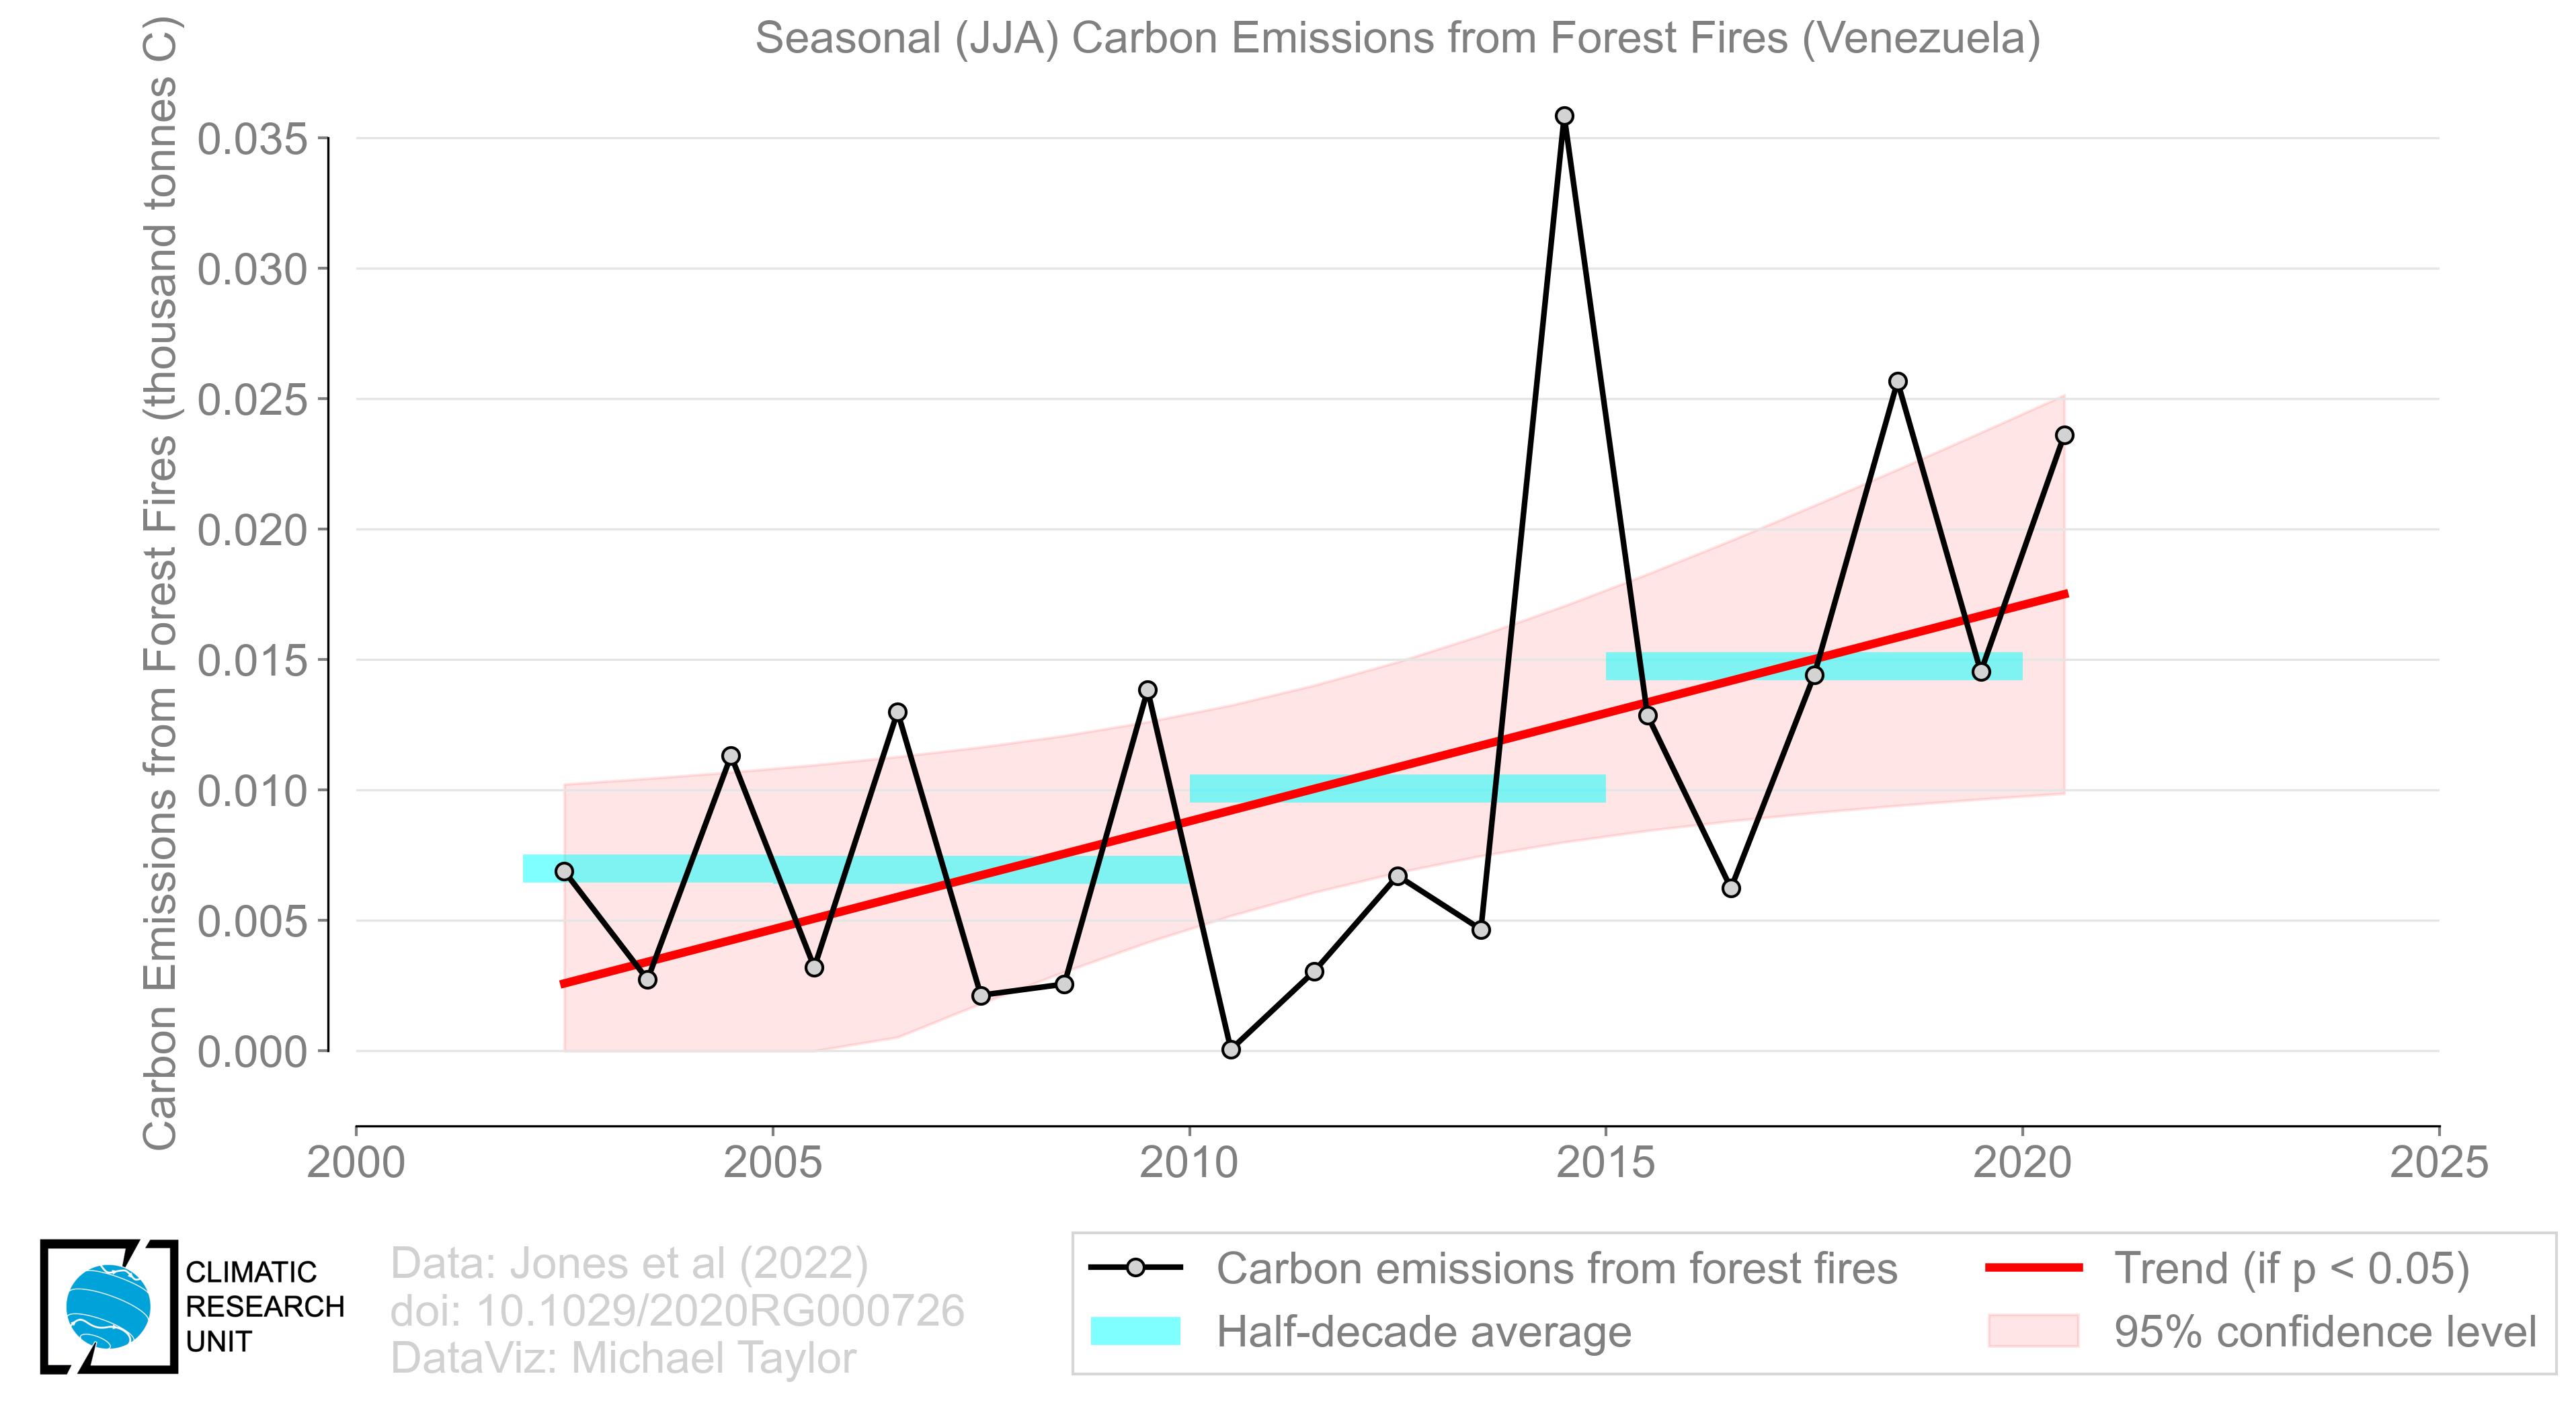 Seasonal (JJA) Carbon Emissions from Forest Fires (Venezuela)
Carbon Emissions from Forest Fires (thousand tonnes C)
0.035
0.030
0.025
0.020
0.015
0.010
0.005
0.000
2000 2005 2010 2015 2020 2025
CLIMATIC
RESEARCH
UNIT
Data: Jones et al (2022)
doi: 10.1029/2020RG000726
DataViz: Michael Taylor
Carbon emissions from forest fires
Half-decade average
Trend (if p < 0.05)
95% confidence level